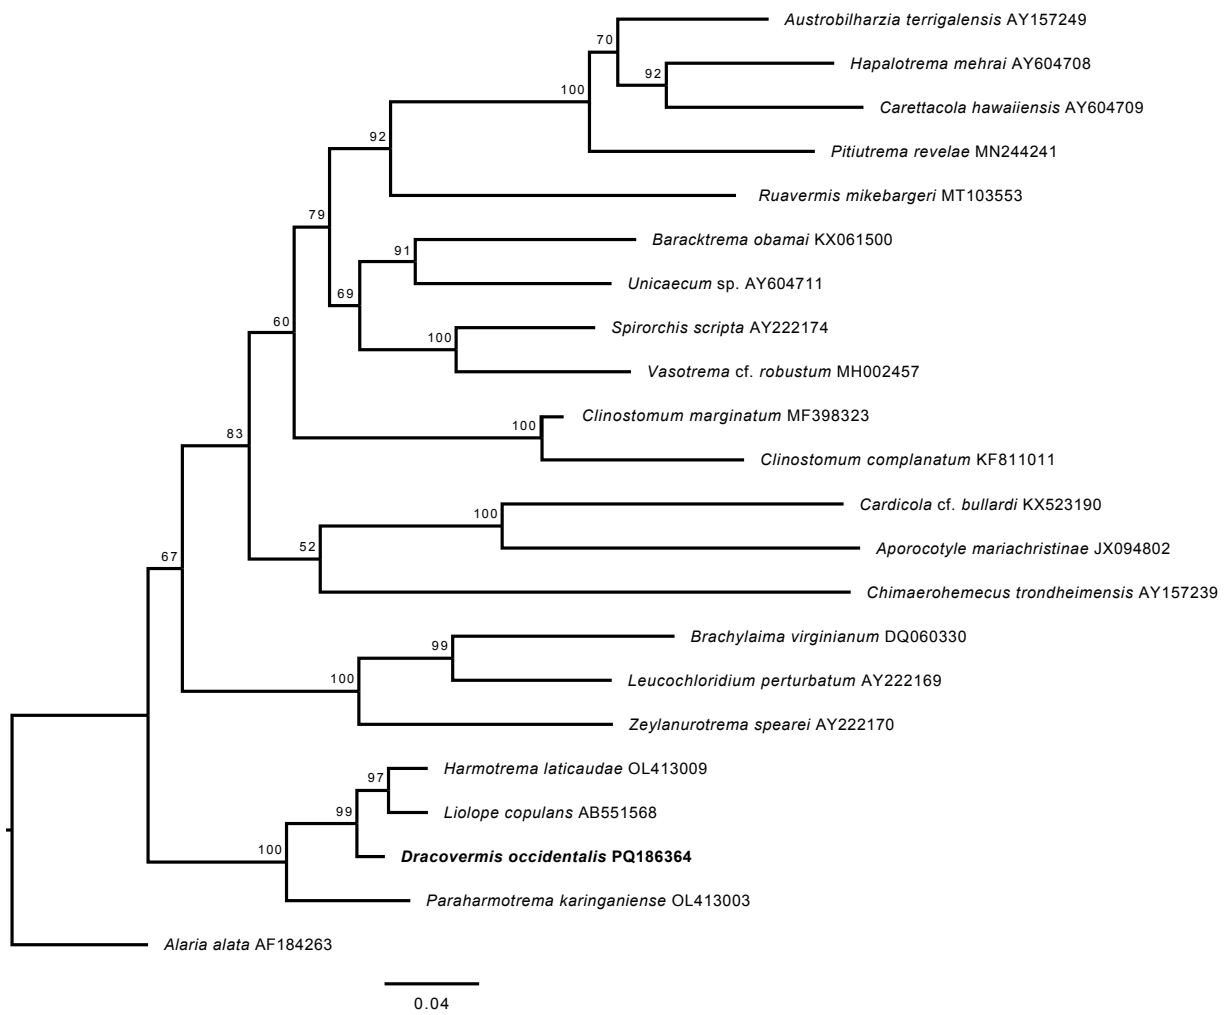 Austrobilharzia terrigalensis AY157249
70
Hapalotrema mehrai AY604708
92
100
Carettacola hawaiiensis AY604709
92
Pitiutrema revelae MN244241
Ruavermis mikebargeri MT103553
79
Baracktrema obamai KX061500
91
Unicaecum sp. AY604711
69
60
Spirorchis scripta AY222174
100
Vasotrema cf. robustum MH002457
Clinostomum marginatum MF398323
100
83
Clinostomum complanatum KF811011
Cardicola cf. bullardi KX523190
100
Aporocotyle mariachristinae JX094802
52
67
Chimaerohemecus trondheimensis AY157239
Brachylaima virginianum DQ060330
99
Leucochloridium perturbatum AY222169
100
Zeylanurotrema spearei AY222170
Harmotrema laticaudae OL413009
97
Liolope copulans AB551568
99
Dracovermis occidentalis PQ186364
100
Paraharmotrema karinganiense OL413003
Alaria alata AF184263
0.04